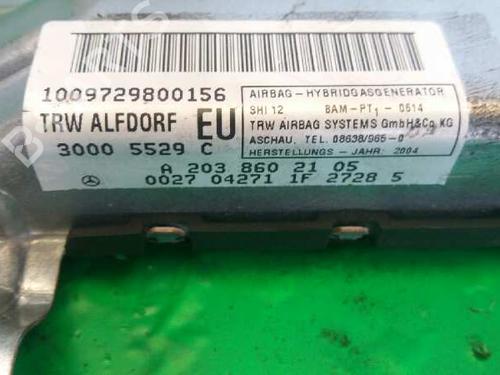 1009729800156
TRW ALFDORF EU
3000 5529 C
AIRBAG - HYBRIDGASGENERATOR
SHI 12 BAM-PT1 - 0614
TRW AIRBAG SYSTEMS GmbH&Co. KG
ASCHAU, TEL. 08638/965-0
HERSTELLUNGS - JAHR: 2004
A 203 860 21 05
0027 04271 1F 2728 5